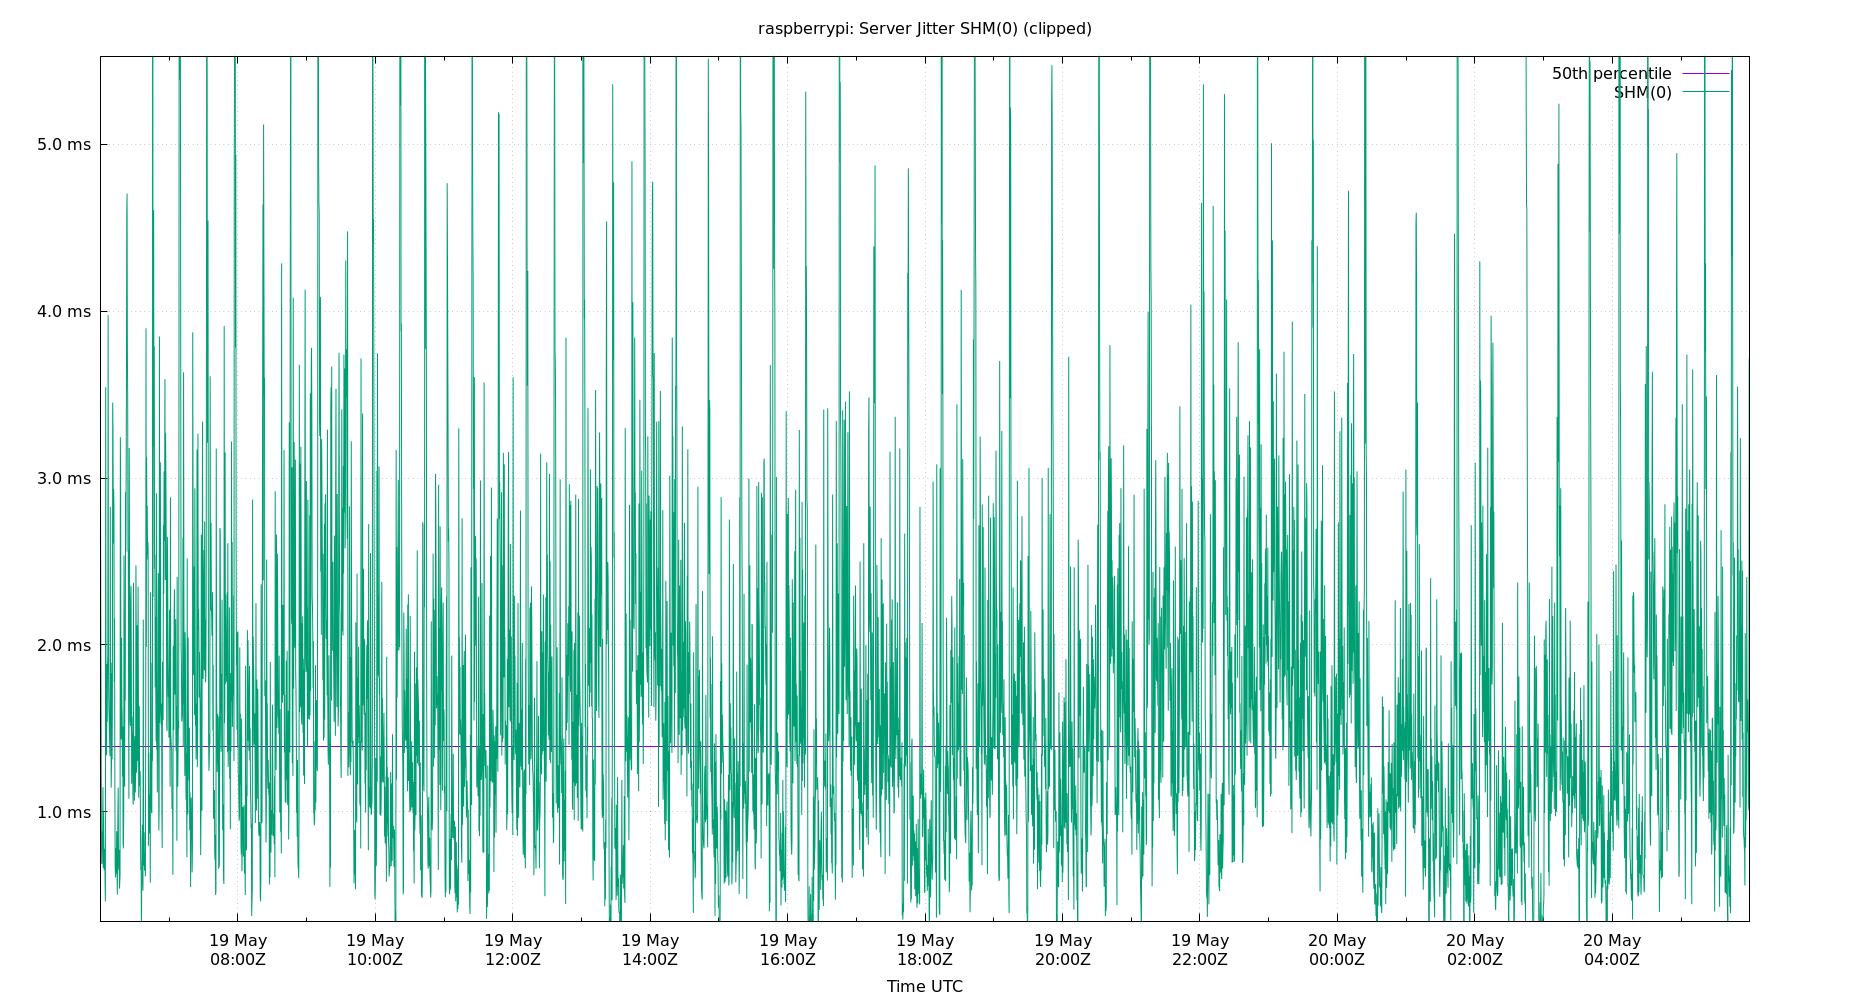 raspberrypi: Server Jitter SHM(0) (clipped)
50th percentile
SHM(0)
5.0 ms
4.0 ms
3.0 ms
2.0 ms
1.0 ms
19 May 19 May 19 May 19 May 19 May 19 May 19 May 19 May 20 May 20 May 20 May
08:00Z 10:00Z 12:00Z 14:00Z 16:00Z 18:00Z 20:00Z 22:00Z 00:00Z 02:00Z 04:00Z
Time UTC